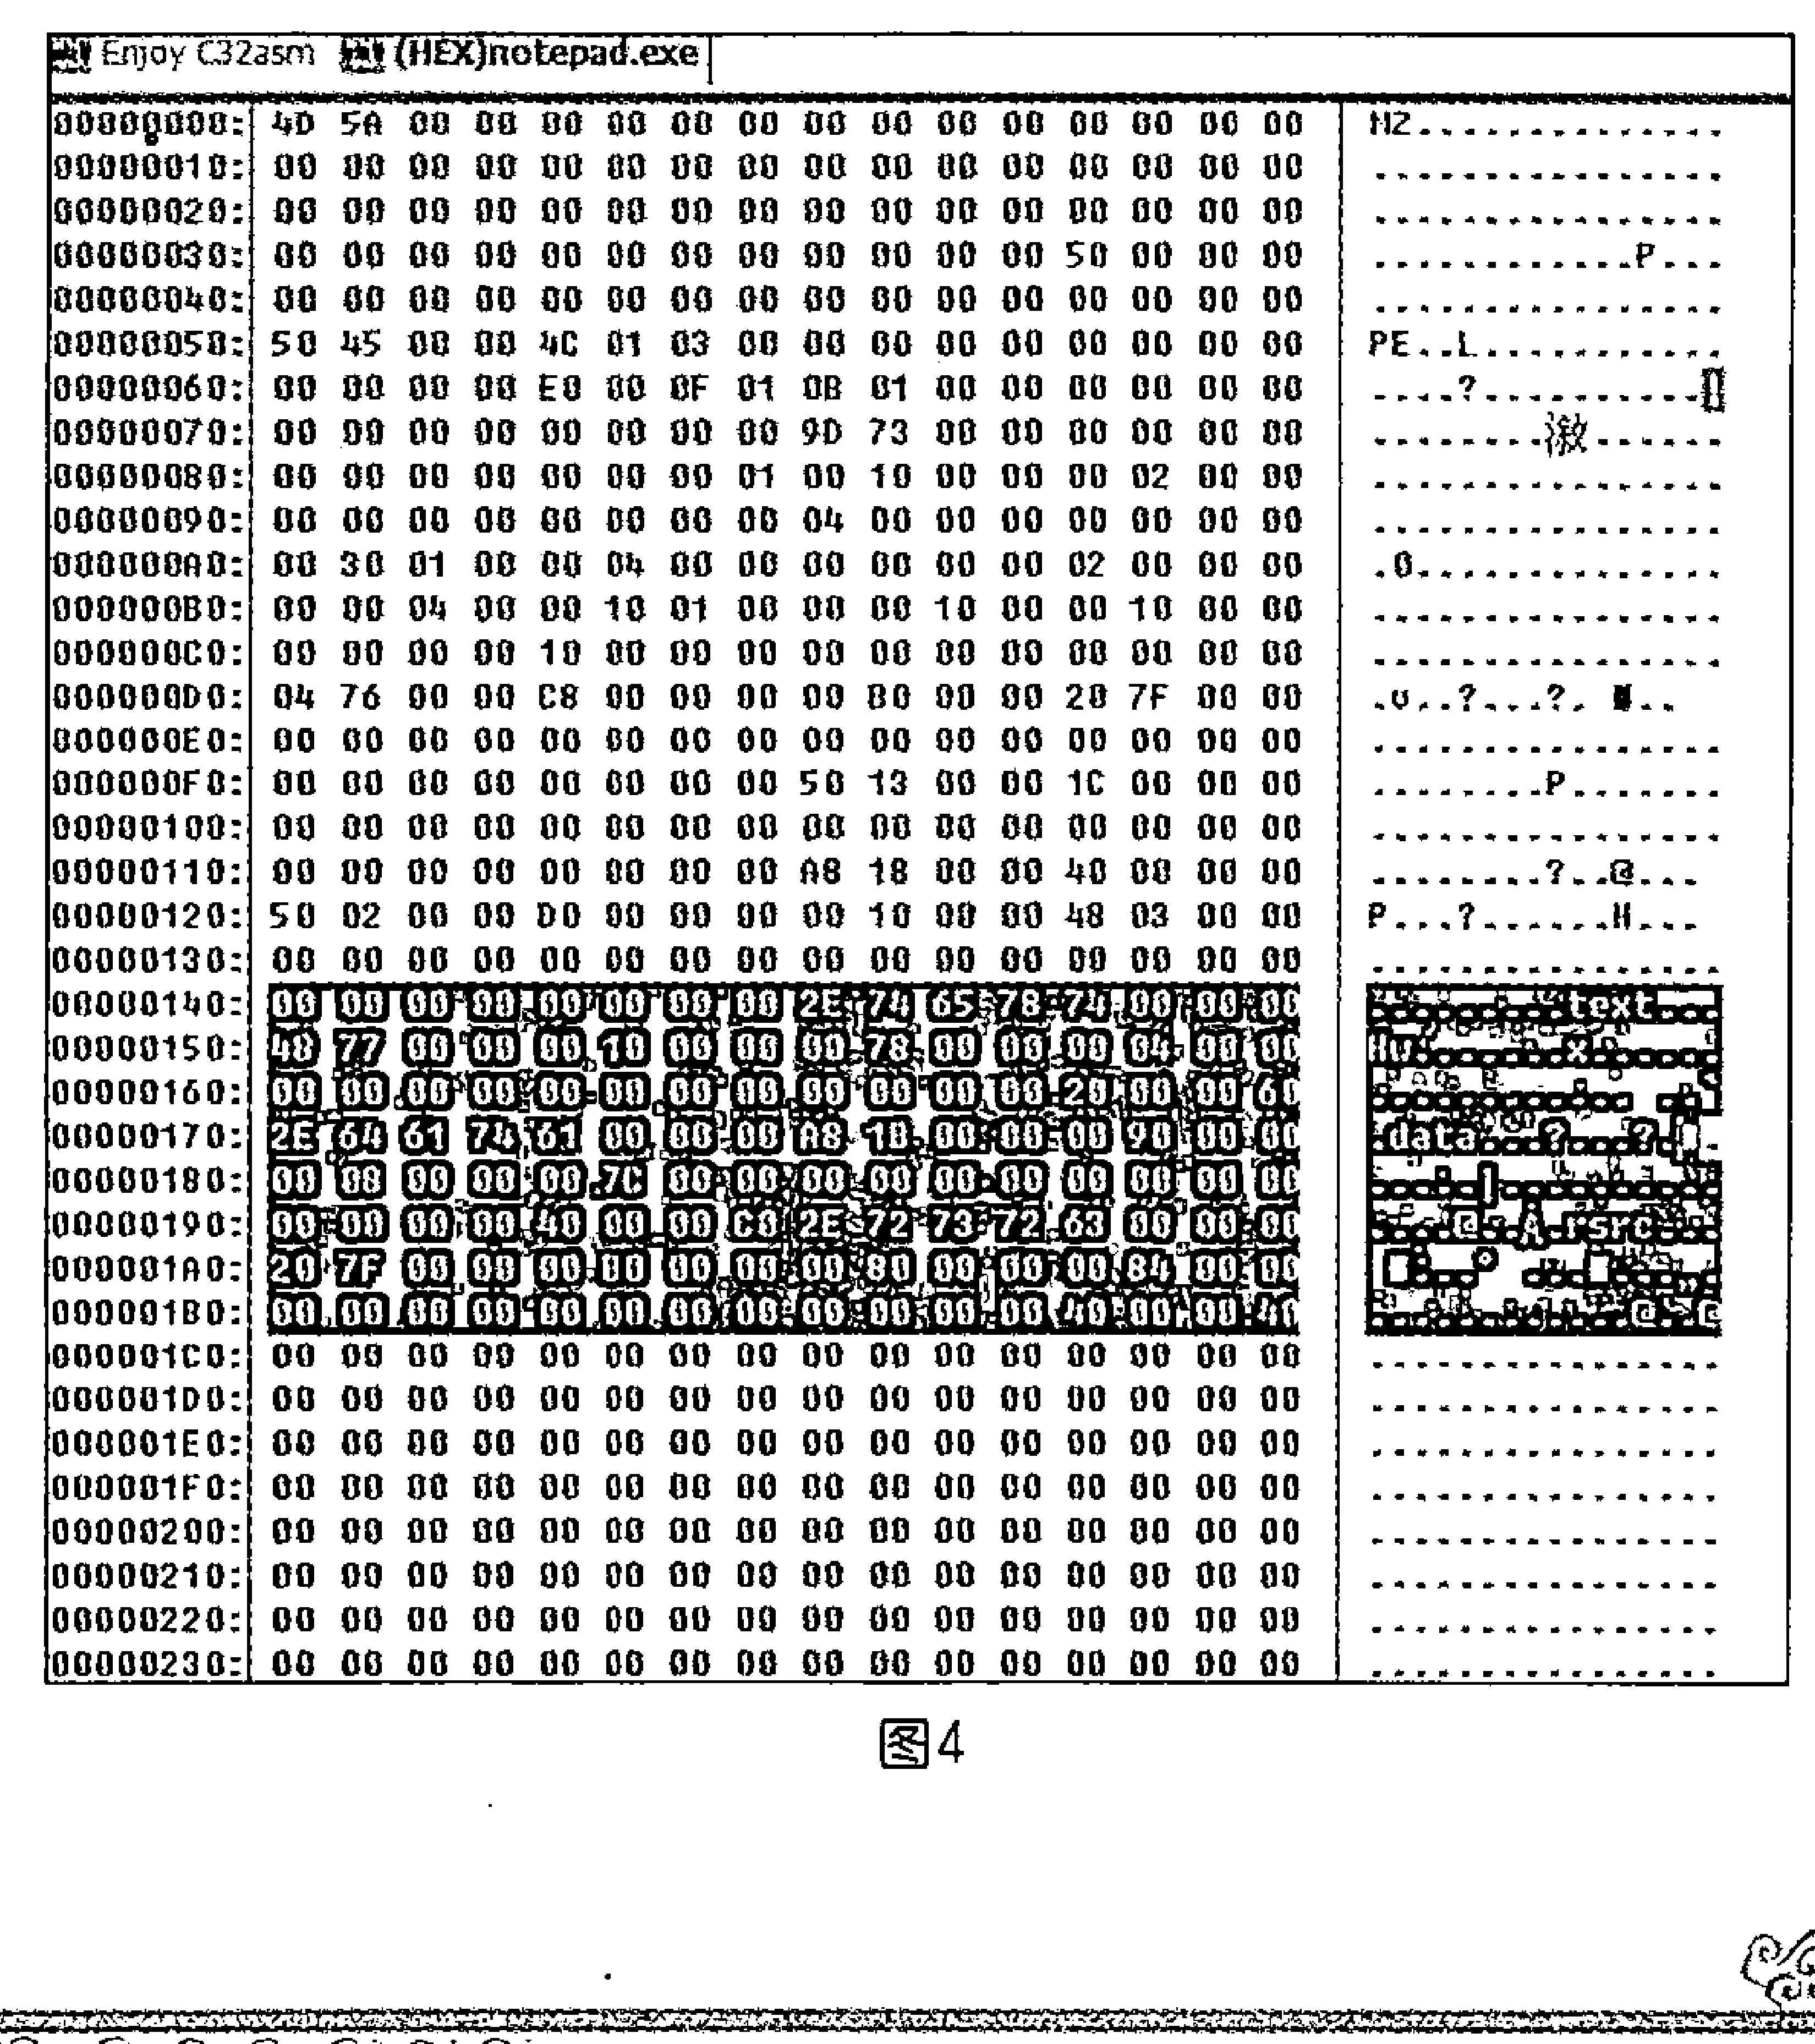 Enjoy C32asm (HEX)notepad.exe
00000000: 4D 5A 00 00 00 00 00 00 00 00 00 00 00 00 00 00 MZ..............
00000010: 00 00 00 00 00 00 00 00 00 00 00 00 00 00 00 00 ................
00000020: 00 00 00 00 00 00 00 00 00 00 00 00 00 00 00 00 ................
00000030: 00 00 00 00 00 00 00 00 00 00 00 00 50 00 00 00 ............P...
00000040: 00 00 00 00 00 00 00 00 00 00 00 00 00 00 00 00 ................
00000050: 50 45 00 00 4C 01 03 00 00 00 00 00 00 00 00 00 PE..L...........
00000060: 00 00 00 00 E0 00 0F 01 0B 01 00 00 00 00 00 00 ....?..........
00000070: 00 00 00 00 00 00 00 00 9D 73 00 00 00 00 00 00 ........漵......
00000080: 00 00 00 00 00 00 00 01 00 10 00 00 00 02 00 00 ................
00000090: 00 00 00 00 00 00 00 00 04 00 00 00 00 00 00 00 ................
000000A0: 00 30 01 00 00 04 00 00 00 00 00 00 02 00 00 00 .0..............
000000B0: 00 00 04 00 00 10 01 00 00 00 10 00 00 10 00 00 ................
000000C0: 00 00 00 00 10 00 00 00 00 00 00 00 00 00 00 00 ................
000000D0: 04 76 00 00 C8 00 00 00 00 B0 00 00 20 7F 00 00 .v..?....?. ..
000000E0: 00 00 00 00 00 00 00 00 00 00 00 00 00 00 00 00 ................
000000F0: 00 00 00 00 00 00 00 00 50 13 00 00 1C 00 00 00 ........P.......
00000100: 00 00 00 00 00 00 00 00 00 00 00 00 00 00 00 00 ................
00000110: 00 00 00 00 00 00 00 00 A8 18 00 00 40 00 00 00 ........?..@...
00000120: 50 02 00 00 D0 00 00 00 00 10 00 00 48 03 00 00 P...?......H...
00000130: 00 00 00 00 00 00 00 00 00 00 00 00 00 00 00 00 ................
00000140: 00 00 00 00 00 00 00 00 2E 74 65 78 74 00 00 00 .........text...
00000150: 48 77 00 00 00 10 00 00 00 78 00 00 00 04 00 00 Hw.......x......
00000160: 00 00 00 00 00 00 00 00 00 00 00 00 20 00 00 60
00000170: 2E 64 61 74 61 00 00 00 A8 1B 00 00 00 90 00 00 .data...?...?.
00000180: 00 08 00 00 00 7C 00 00 00 00 00 00 00 00 00 00 .....|..........
00000190: 00 00 00 00 40 00 00 C0 2E 72 73 72 63 00 00 00 ....@..À.rsrc...
000001A0: 20 7F 00 00 00 B0 00 00 00 80 00 00 00 84 00 00
000001B0: 00 00 00 00 00 00 00 00 00 00 00 00 40 00 00 40 ............@..@
000001C0: 00 00 00 00 00 00 00 00 00 00 00 00 00 00 00 00 ................
000001D0: 00 00 00 00 00 00 00 00 00 00 00 00 00 00 00 00 ................
000001E0: 00 00 00 00 00 00 00 00 00 00 00 00 00 00 00 00 ................
000001F0: 00 00 00 00 00 00 00 00 00 00 00 00 00 00 00 00 ................
00000200: 00 00 00 00 00 00 00 00 00 00 00 00 00 00 00 00 ................
00000210: 00 00 00 00 00 00 00 00 00 00 00 00 00 00 00 00 ................
00000220: 00 00 00 00 00 00 00 00 00 00 00 00 00 00 00 00 ................
00000230: 00 00 00 00 00 00 00 00 00 00 00 00 00 00 00 00 ................
图4